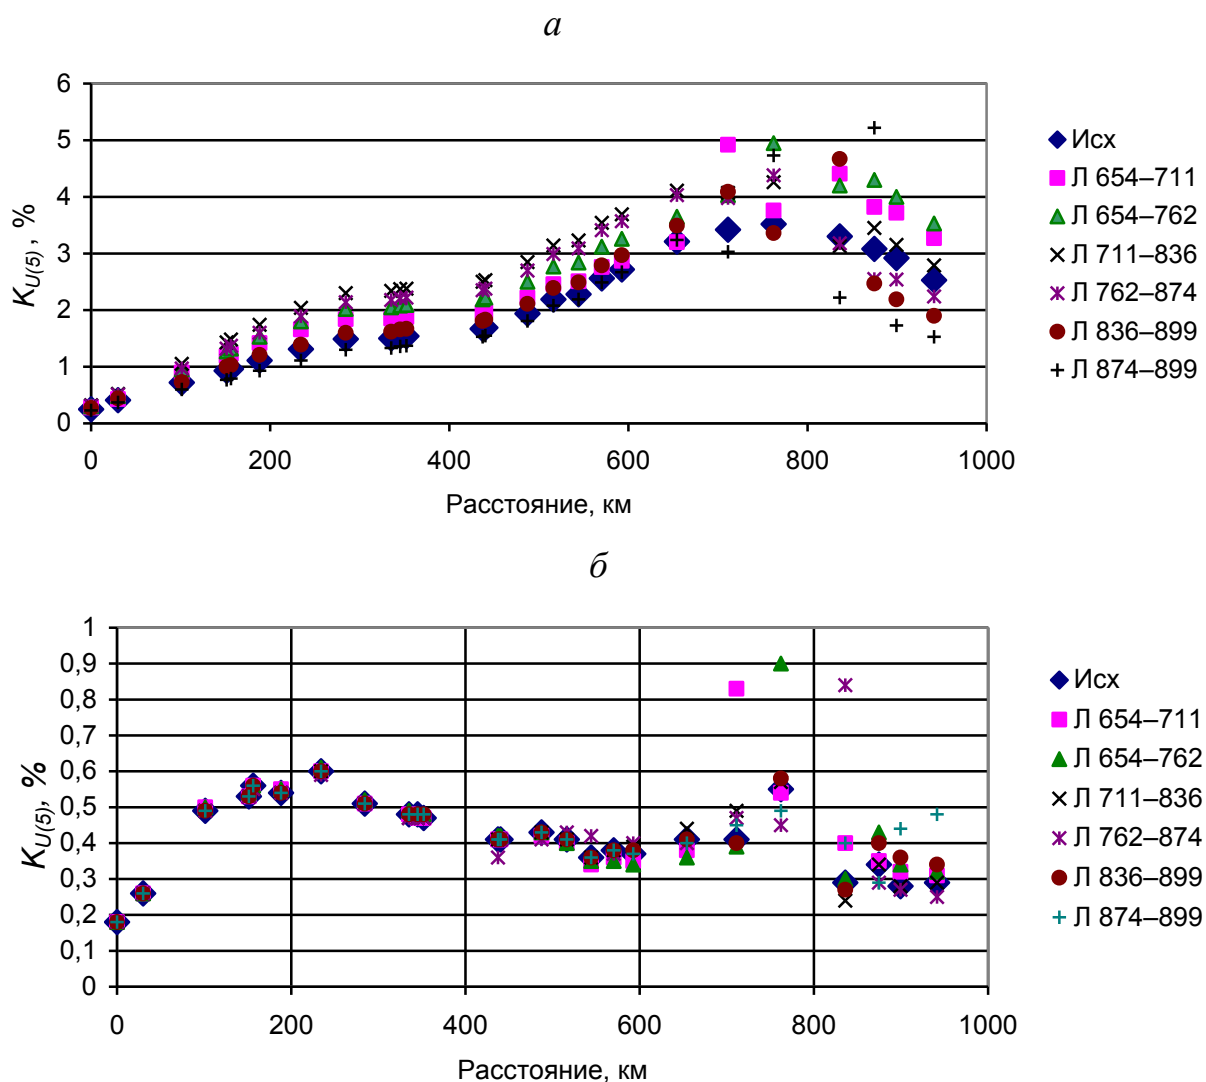 а
6
5
4
3
2
1
0
K_U(5), %
0 200 400 600 800 1000
Расстояние, км
Исх
Л 654–711
Л 654–762
Л 711–836
Л 762–874
Л 836–899
Л 874–899
б
1
0,9
0,8
0,7
0,6
0,5
0,4
0,3
0,2
0,1
0
K_U(5), %
0 200 400 600 800 1000
Расстояние, км
Исх
Л 654–711
Л 654–762
Л 711–836
Л 762–874
Л 836–899
Л 874–899